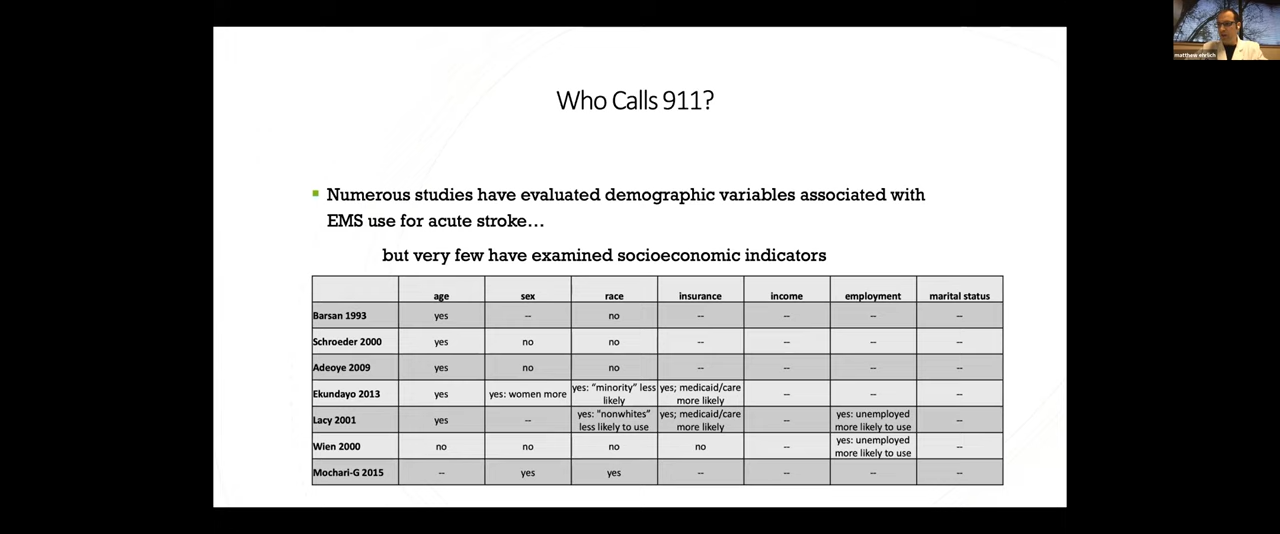 matthew ehrlich
Who Calls 911?
Numerous studies have evaluated demographic variables associated with
EMS use for acute stroke...
but very few have examined socioeconomic indicators
age sex race insurance income employment marital status
Barsan 1993 yes -- no -- -- -- --
Schroeder 2000 yes no no -- -- -- --
Adeoye 2009 yes no no -- -- -- --
Ekundayo 2013 yes yes: women more yes: "minority" less likely yes; medicaid/care more likely -- -- --
Lacy 2001 yes -- yes: "nonwhites" less likely to use yes; medicaid/care more likely -- yes: unemployed more likely to use --
Wien 2000 no no no no -- yes: unemployed more likely to use --
Mochari-G 2015 -- yes yes -- -- -- --